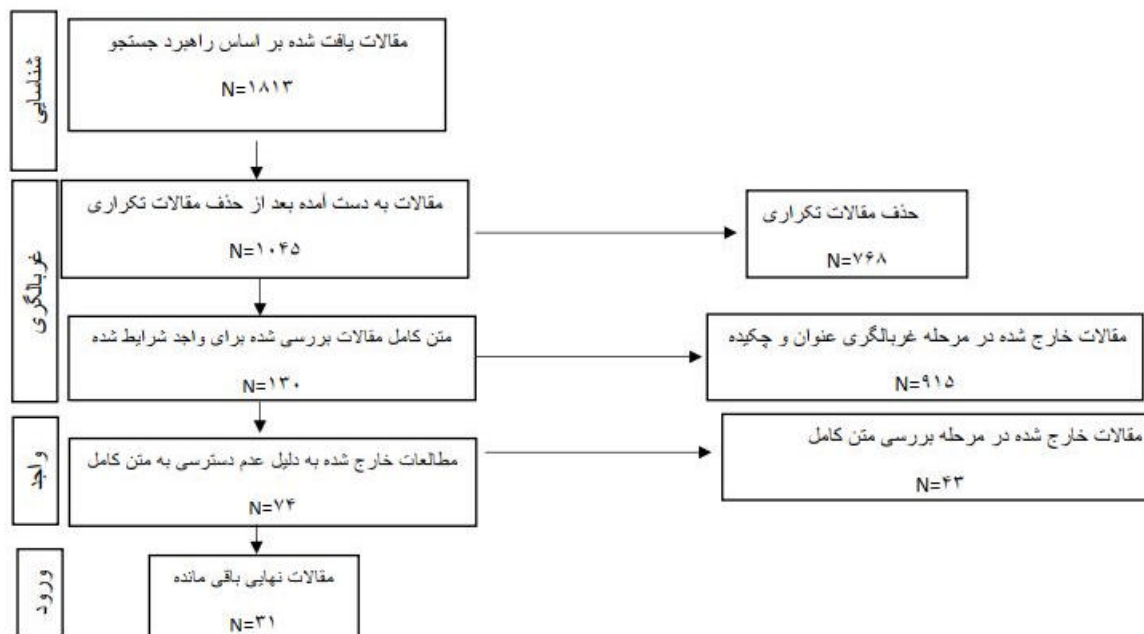 شناسایی
مقالات یافت شده بر اساس راهبرد جستجو
N=۱۸۱۳
غربالگری
مقالات به دست آمده بعد از حذف مقالات تکراری
N=۱۰۴۵
حذف مقالات تکراری
N=۷۶۸
متن کامل مقالات بررسی شده برای واجد شرایط شده
N=۱۳۰
مقالات خارج شده در مرحله غربالگری عنوان و چکیده
N=۹۱۵
واجد
مطالعات خارج شده به دلیل عدم دسترسی به متن کامل
N=۷۴
مقالات خارج شده در مرحله بررسی متن کامل
N=۴۳
ورود
مقالات نهایی باقی مانده
N=۳۱